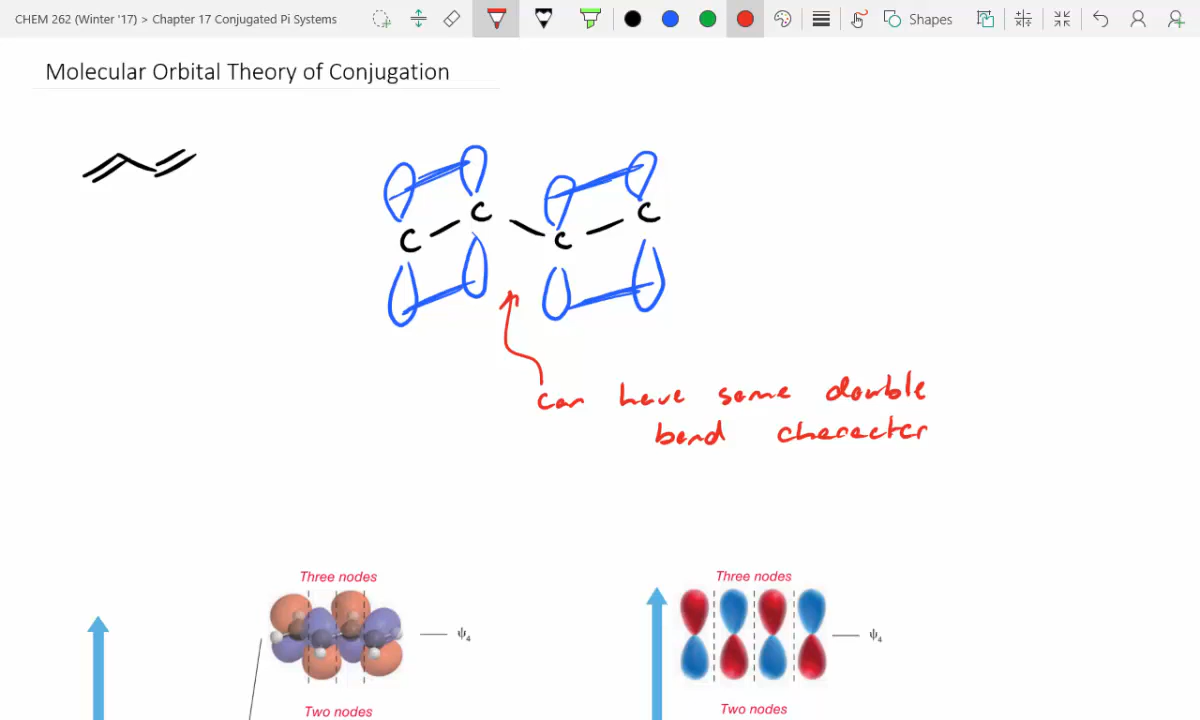 CHEM 262 (Winter '17) > Chapter 17 Conjugated Pi Systems
Shapes
Molecular Orbital Theory of Conjugation
C C C C
can have some double
bond character
Three nodes
Three nodes
ψ4
ψ4
Two nodes
Two nodes